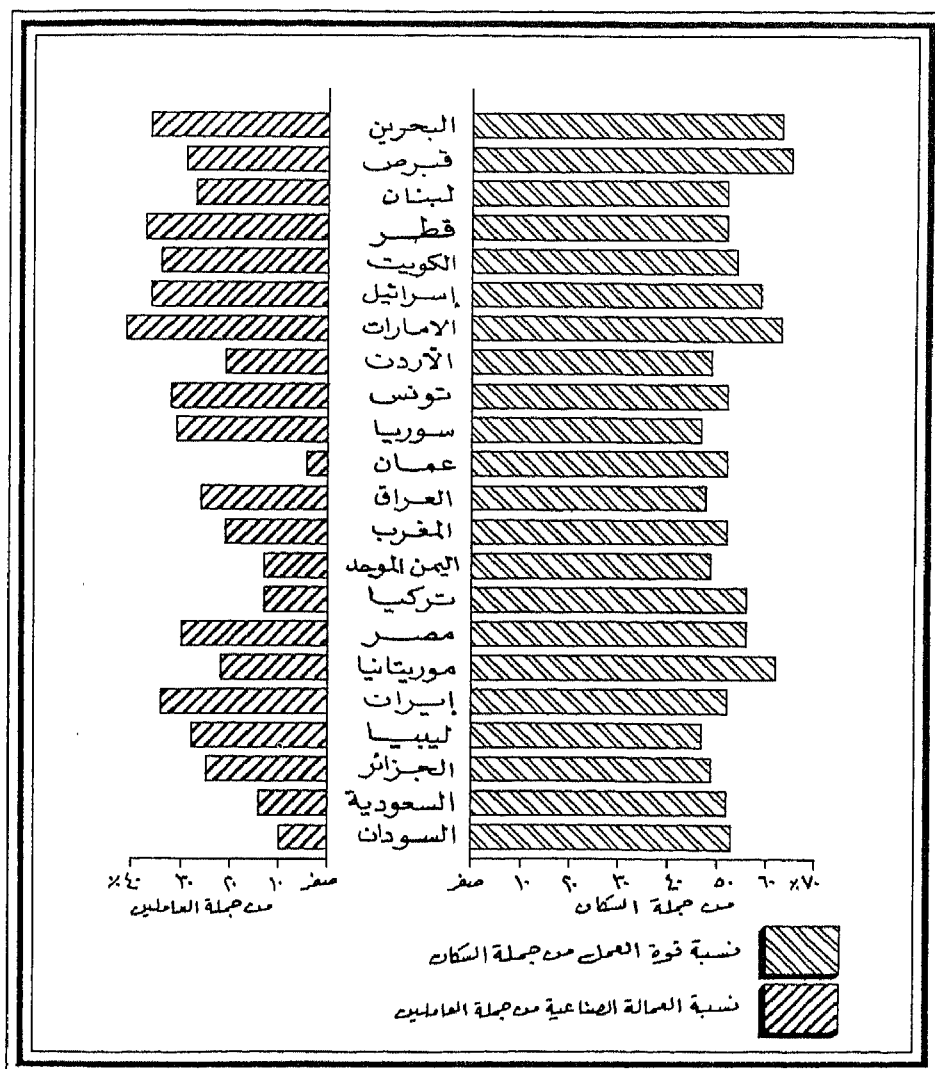 البحرين
قبرص
لبنان
قطر
الكويت
إسرائيل
الامارات
الأردن
تونس
سوريا
عمان
العراق
المغرب
اليمن الموحد
تركيا
مصر
موريتانيا
إيران
ليبيا
الجزائر
السعودية
السودان
صفر ١٠ ٢٠ ٣٠ ٤٠ ٥٠ ٦٠ ٧٠٪
من جملة السكان
صفر ١٠ ٢٠ ٣٠ ٤٠٪
من جملة العاملين
نسبة قوة العمل من جملة السكان
نسبة العمالة الصناعية من جملة العاملين